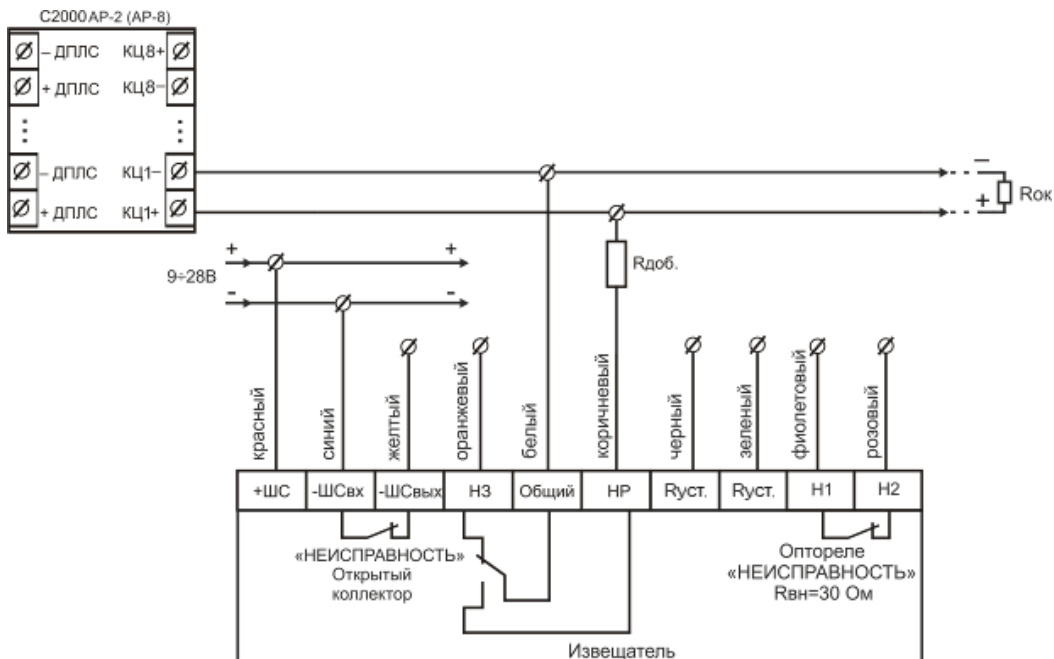 С2000 АР-2 (АР-8)
– ДПЛС КЦ8+
+ ДПЛС КЦ8–
– ДПЛС КЦ1–
+ ДПЛС КЦ1+
–
+
Rок
+ +
9÷28В
- -
Rдоб.
красный
синий
желтый
оранжевый
белый
коричневый
черный
зеленый
фиолетовый
розовый
+ШС -ШСвх -ШСвых НЗ Общий НР Rуст. Rуст. Н1 Н2
«НЕИСПРАВНОСТЬ»
Открытый
коллектор
Оптореле
«НЕИСПРАВНОСТЬ»
Rвн=30 Ом
Извещатель